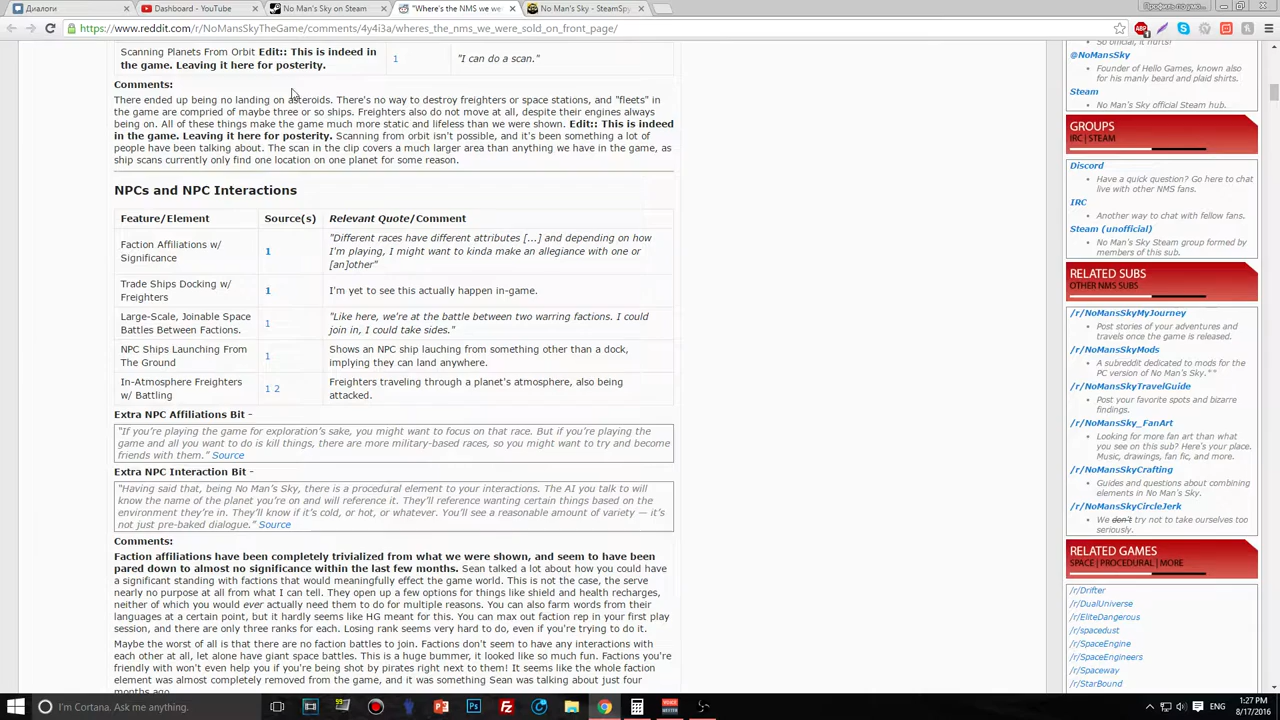 Диалоги
Dashboard - YouTube
No Man's Sky on Steam
"Where's the NMS we we
No Man's Sky - SteamSpy
https://www.reddit.com/r/NoMansSkyTheGame/comments/4y4i3a/wheres_the_nms_we_were_sold_on_front_page/
Scanning Planets From Orbit Edit:: This is indeed in
the game. Leaving it here for posterity.
1
"I can do a scan."
Comments:
There ended up being no landing on asteroids. There's no way to destroy freighters or space stations, and "fleets" in
the game are compried of maybe three or so ships. Freighters also do not move at all, despite their engines always
being on. All of these things make the game much more static and lifeless than we were shown. Edit:: This is indeed
in the game. Leaving it here for posterity. Scanning from orbit isn't possible, and it's been something a lot of
people have been talking about. The scan in the clip covers much larger area than anything we have in the game, as
ship scans currently only find one location on one planet for some reason.
NPCs and NPC Interactions
Feature/Element
Source(s)
Relevant Quote/Comment
Faction Affiliations w/
Significance
1
"Different races have different attributes [...] and depending on how
I'm playing, I might want to kinda make an allegiance with one or
[an]other"
Trade Ships Docking w/
Freighters
1
I'm yet to see this actually happen in-game.
Large-Scale, Joinable Space
Battles Between Factions.
1
"Like here, we're at the battle between two warring factions. I could
join in, I could take sides."
NPC Ships Launching From
The Ground
1
Shows an NPC ship lauching from something other than a dock,
implying they can land anywhere.
In-Atmosphere Freighters
w/ Battling
1 2
Freighters traveling through a planet's atmosphere, also being
attacked.
Extra NPC Affiliations Bit -
"If you're playing the game for exploration's sake, you might want to focus on that race. But if you're playing the
game and all you want to do is kill things, there are more military-based races, so you might want to try and become
friends with them." Source
Extra NPC Interaction Bit -
"Having said that, being No Man's Sky, there is a procedural element to your interactions. The AI you talk to will
know the name of the planet you're on and will reference it. They'll reference wanting certain things based on the
environment they're in. They'll know if it's cold, or hot, or whatever. You'll see a reasonable amount of variety — it's
not just pre-baked dialogue." Source
Comments:
Faction affiliations have been completely trivialized from what we were shown, and seem to have been
pared down to almost no significance within the last few months. Sean talked a lot about how you could have
a significant standing with factions that would meaningfully effect the game world. This is not the case, the serve
nearly no purpose at all from what I can tell. They open up a few options for things like shield and health recharges,
neither of which you would ever actually need them to do for multiple reasons. You can also farm words from their
languages at a certain point, but it hardly seems like HG meant for this. You can max out faction rep in your first play
session, and there are only three ranks for each. Losing rank seems very hard to do, even if you're trying to do it.
Maybe the worst of all is that there are no faction battles to join. Factions don't seem to have any interactions with
each other at all, let alone have giant space battles. This is a huge bummer, it looked like so much fun. Factions you're
friendly with won't even help you if you're being shot by pirates right next to them! It seems like the whole faction
element was almost completely removed from the game, and was something Sean was talking about just four
months ago.
So official, it hurts!
@NoMansSky
Founder of Hello Games, known also
for his manly beard and plaid shirts.
Steam
No Man's Sky official Steam hub.
GROUPS
IRC | STEAM
Discord
Have a quick question? Go here to chat
live with other NMS fans.
IRC
Another way to chat with fellow fans.
Steam (unofficial)
No Man's Sky Steam group formed by
members of this sub.
RELATED SUBS
OTHER NMS SUBS
/r/NoMansSkyMyJourney
Post stories of your adventures and
travels once the game is released.
/r/NoMansSkyMods
A subreddit dedicated to mods for the
PC version of No Man's Sky.**
/r/NoMansSkyTravelGuide
Post your favorite spots and bizarre
findings.
/r/NoMansSky_FanArt
Looking for more fan art than what
you see on this sub? Here's your place.
Music, drawings, fan fic, and more.
/r/NoMansSkyCrafting
Guides and questions about combining
elements in No Man's Sky.
/r/NoMansSkyCircleJerk
We don't try not to take ourselves too
seriously.
RELATED GAMES
SPACE | PROCEDURAL | MORE
/r/Drifter
/r/DualUniverse
/r/EliteDangerous
/r/spacedust
/r/SpaceEngine
/r/SpaceEngineers
/r/Spaceway
/r/StarBound
I'm Cortana. Ask me anything.
ENG
1:27 PM
8/17/2016